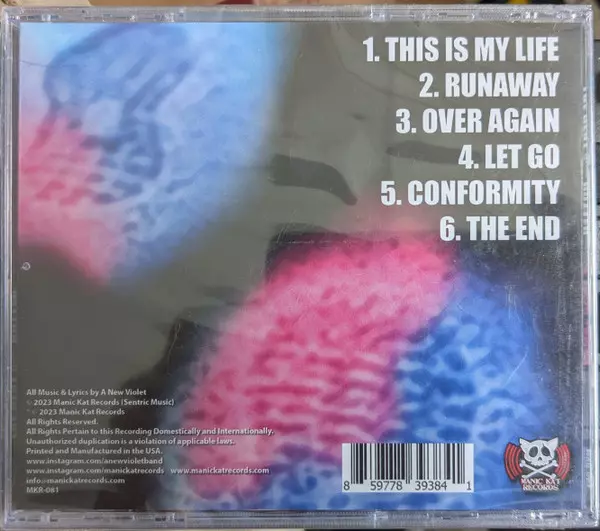 1. THIS IS MY LIFE
2. RUNAWAY
3. OVER AGAIN
4. LET GO
5. CONFORMITY
6. THE END
All Music & Lyrics by A New Violet
© 2023 Manic Kat Records (Sentric Music)
℗ 2023 Manic Kat Records
All Rights Reserved.
All Rights Pertain to this Recording Domestically and Internationally.
Unauthorized duplication is a violation of applicable laws.
Printed and Manufactured in the USA.
www.instagram.com/anewvioletband
www.instagram.com/manickatrecords www.manickatrecords.com
info@manickatrecords.com
MKR-081
8 59778 39384 1
MANIC KAT
RECORDS